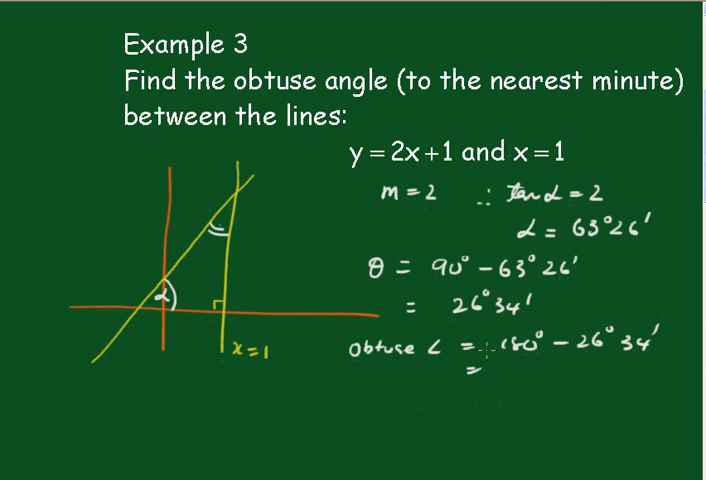 Example 3
Find the obtuse angle (to the nearest minute)
between the lines:
y = 2x + 1 and x = 1
m = 2 ∴ tan α = 2
α = 63° 26'
θ = 90° − 63° 26'
= 26° 34'
Obtuse ∠ = 180° − 26° 34'
=
α
x = 1